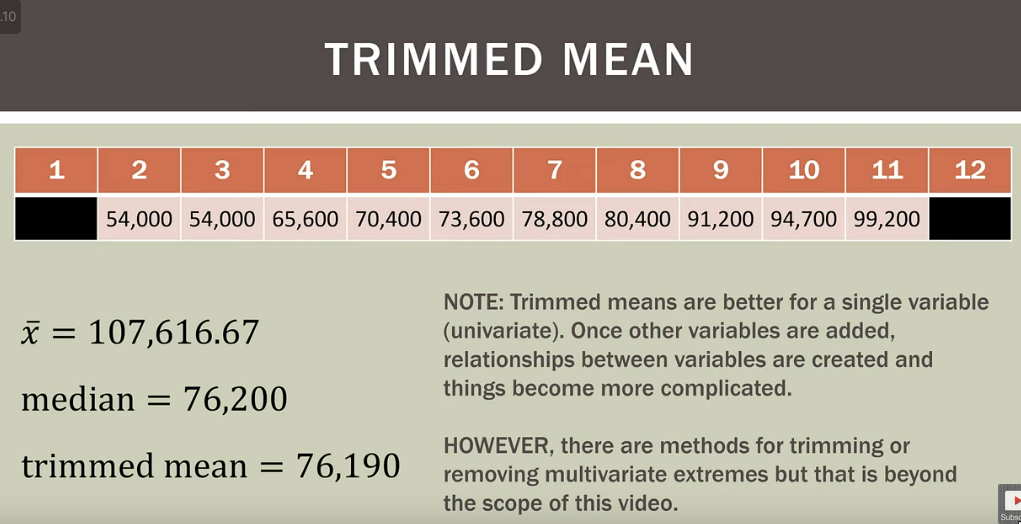 .10
TRIMMED MEAN
1 2 3 4 5 6 7 8 9 10 11 12
54,000 54,000 65,600 70,400 73,600 78,800 80,400 91,200 94,700 99,200
x̄ = 107,616.67
median = 76,200
trimmed mean = 76,190
NOTE: Trimmed means are better for a single variable
(univariate). Once other variables are added,
relationships between variables are created and
things become more complicated.
HOWEVER, there are methods for trimming or
removing multivariate extremes but that is beyond
the scope of this video.
Subsc